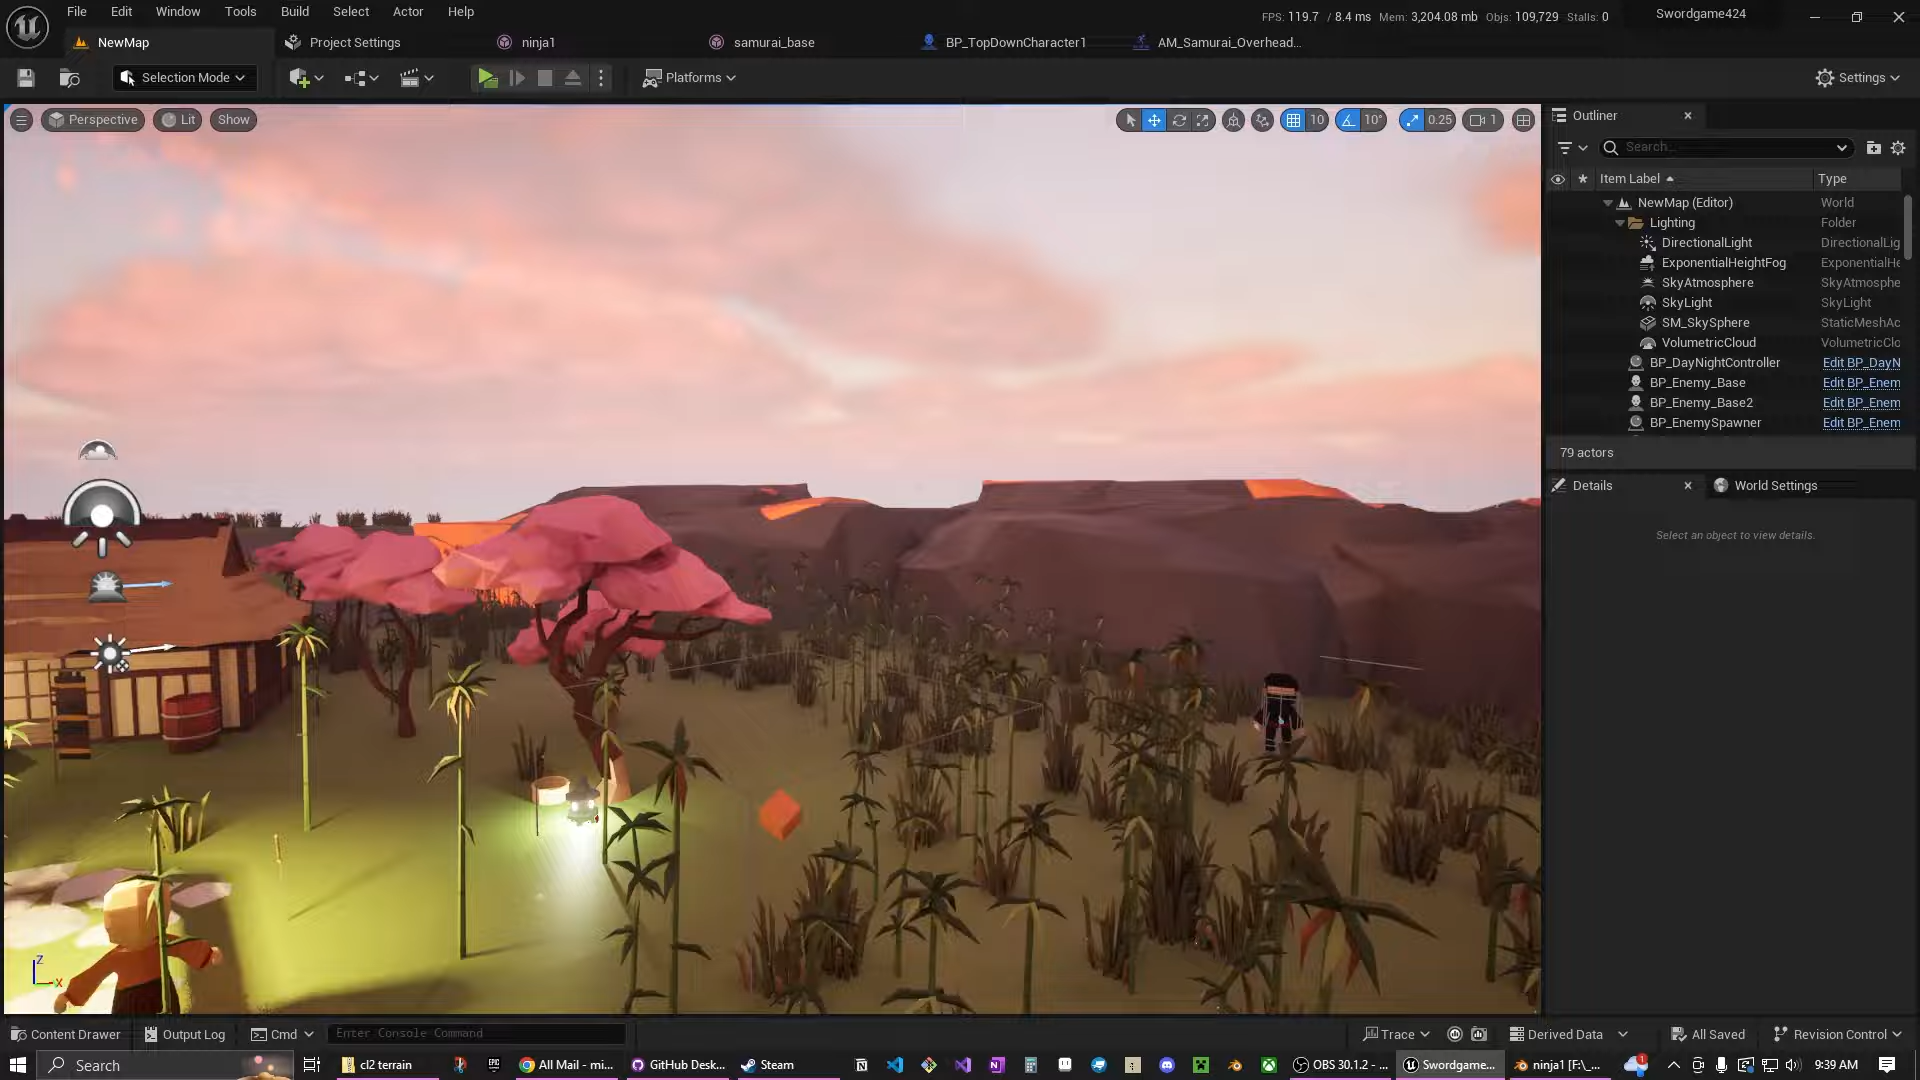 File Edit Window Tools Build Select Actor Help
FPS: 119.7 / 8.4 ms Mem: 3,204.08 mb Objs: 109,729 Stalls: 0
Swordgame424
NewMap
Project Settings
ninja1
samurai_base
BP_TopDownCharacter1
AM_Samurai_Overhead...
Selection Mode
Platforms
Settings
Perspective
Lit
Show
10
10°
0.25
1
Outliner
Search...
Item Label
Type
NewMap (Editor) World
Lighting Folder
DirectionalLight DirectionalLig
ExponentialHeightFog ExponentialHe
SkyAtmosphere SkyAtmosphe
SkyLight SkyLight
SM_SkySphere StaticMeshAc
VolumetricCloud VolumetricClo
BP_DayNightController Edit BP_DayN
BP_Enemy_Base Edit BP_Enem
BP_Enemy_Base2 Edit BP_Enem
BP_EnemySpawner Edit BP_Enem
79 actors
Details
World Settings
Select an object to view details.
Z
X
Content Drawer
Output Log
Cmd
Enter Console Command
Trace
Derived Data
All Saved
Revision Control
Search
cl2 terrain
EPIC
All Mail - mi...
GitHub Desk...
Steam
OBS 30.1.2 - ...
Swordgame...
ninja1 [F:\_...
1
9:39 AM